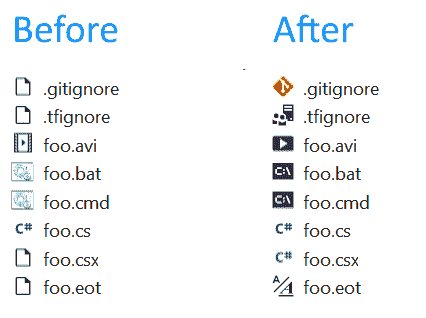 Before
.gitignore
.tfignore
foo.avi
foo.bat
foo.cmd
C# foo.cs
foo.csx
foo.eot
After
.gitignore
.tfignore
foo.avi
C:\ foo.bat
C:\ foo.cmd
C# foo.cs
C# foo.csx
A/A foo.eot